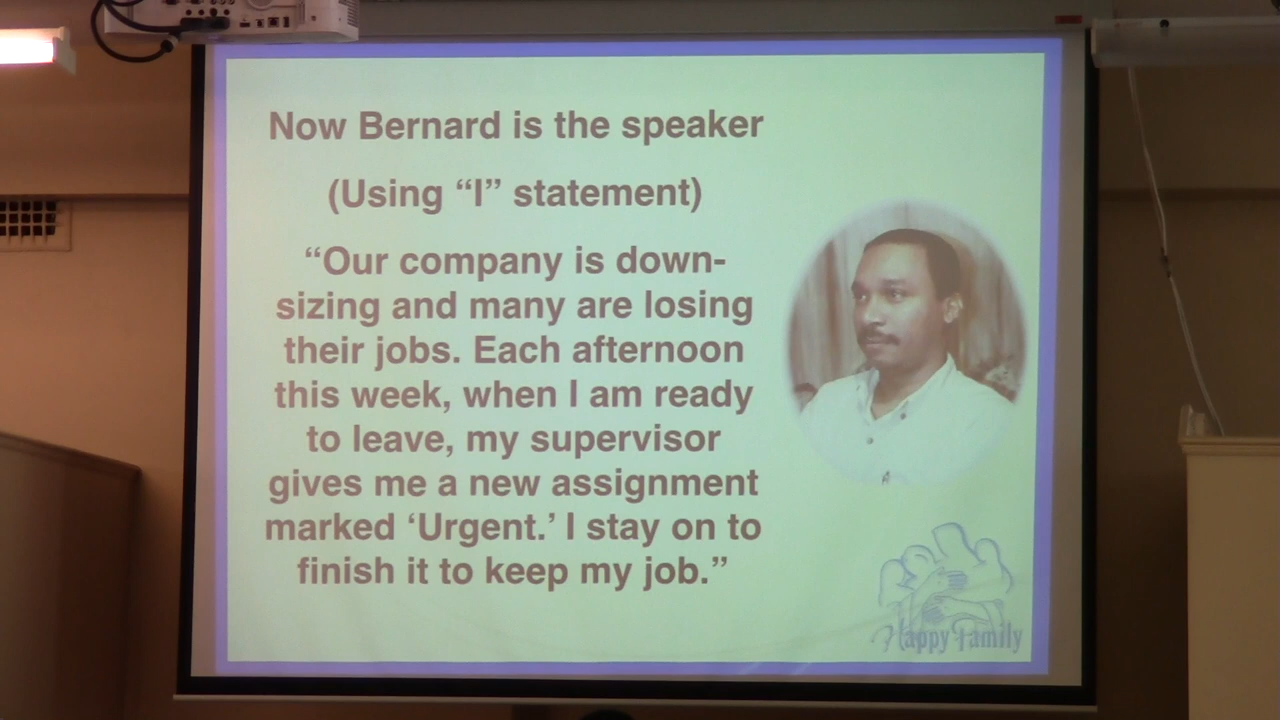 Now Bernard is the speaker
(Using “I” statement)
“Our company is down-
sizing and many are losing
their jobs. Each afternoon
this week, when I am ready
to leave, my supervisor
gives me a new assignment
marked ‘Urgent.’ I stay on to
finish it to keep my job.”
Happy Family